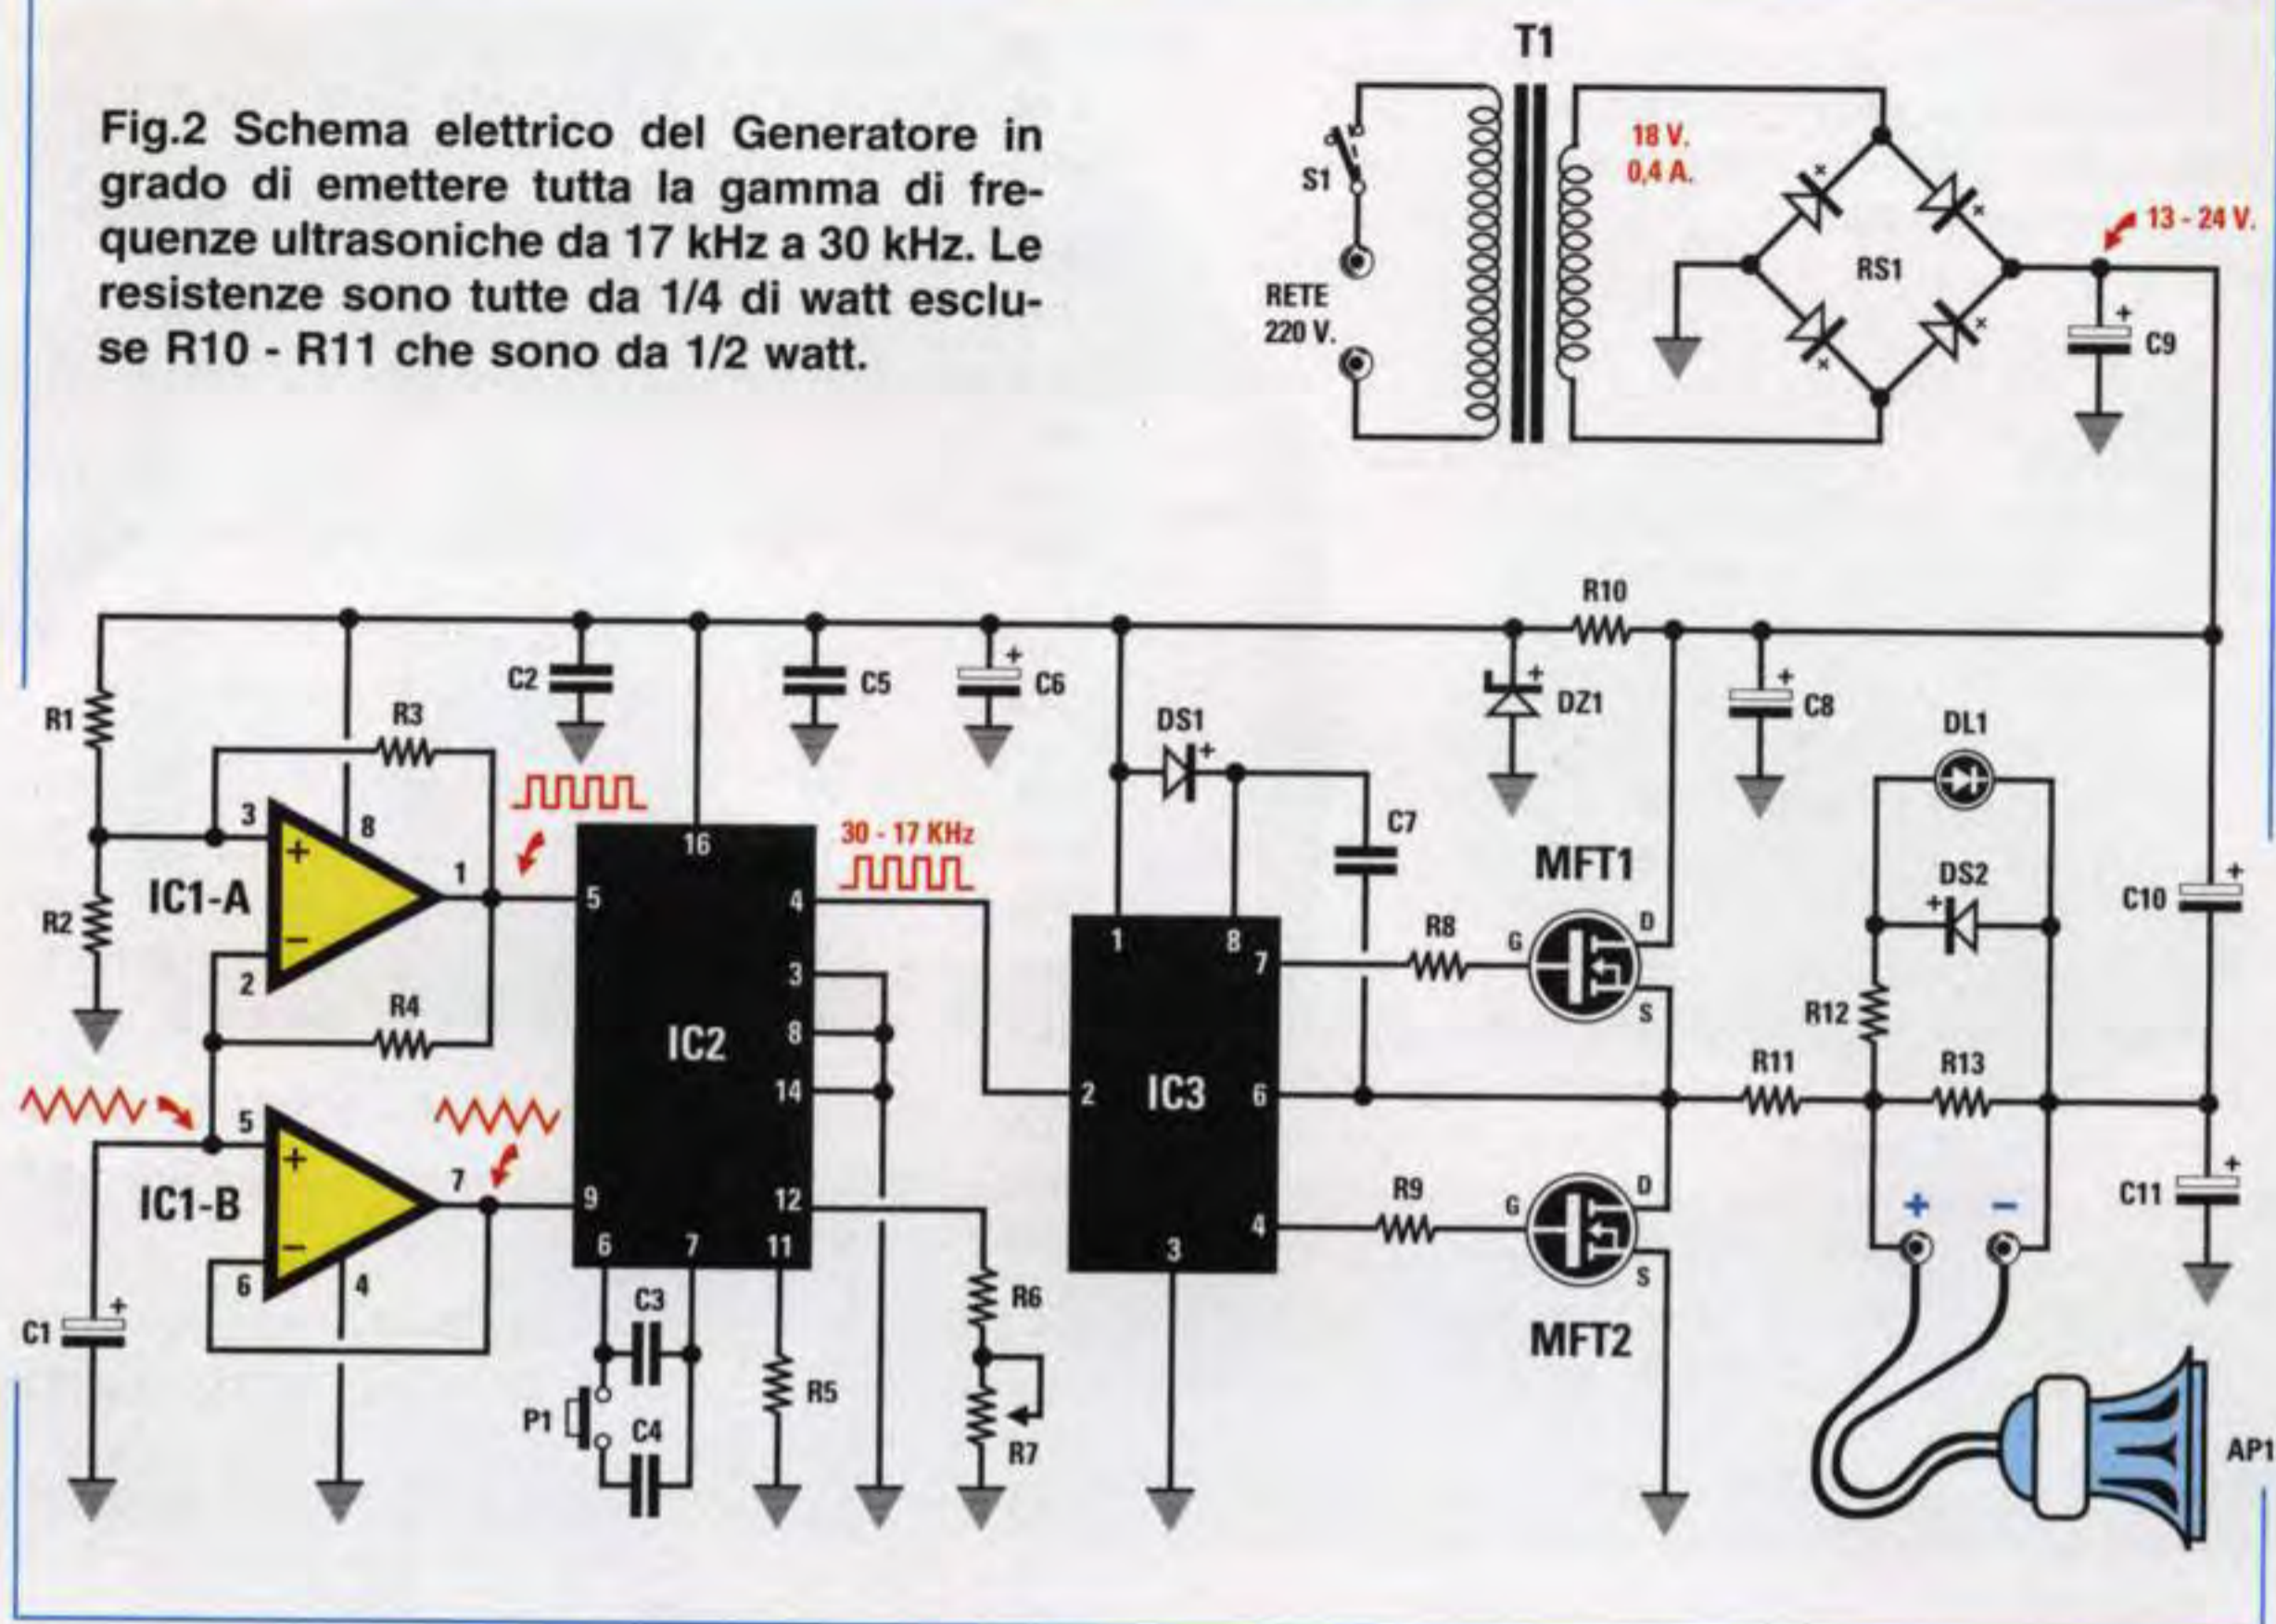 Fig.2 Schema elettrico del Generatore in
grado di emettere tutta la gamma di fre-
quenze ultrasoniche da 17 kHz a 30 kHz. Le
resistenze sono tutte da 1/4 di watt esclu-
se R10 - R11 che sono da 1/2 watt.
T1
18 V.
0,4 A.
S1
RETE
220 V.
RS1
13 - 24 V.
+
C9
R1
R2
R3
C2
C5
+
C6
DS1
+
R10
+
DZ1
+
C8
DL1
3
+
8
IC1-A
1
-
2
R4
30 - 17 KHz
C7
MFT1
DS2
+
+
C10
16
5
4
3
8
14
IC2
9
12
6
7
11
1
8
7
2
IC3
6
4
3
R8
G
D
S
R12
R11
R13
5
+
IC1-B
7
-
6
4
R9
G
D
S
MFT2
+
-
+
C11
+
C1
C3
P1
C4
R5
R6
R7
AP1